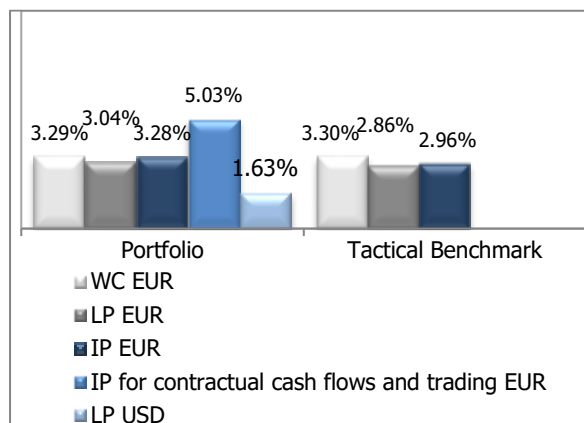 5.03%
3.29% 3.04% 3.28% 1.63% 3.30% 2.86% 2.96%
Portfolio Tactical Benchmark
WC EUR
LP EUR
IP EUR
IP for contractual cash flows and trading EUR
LP USD